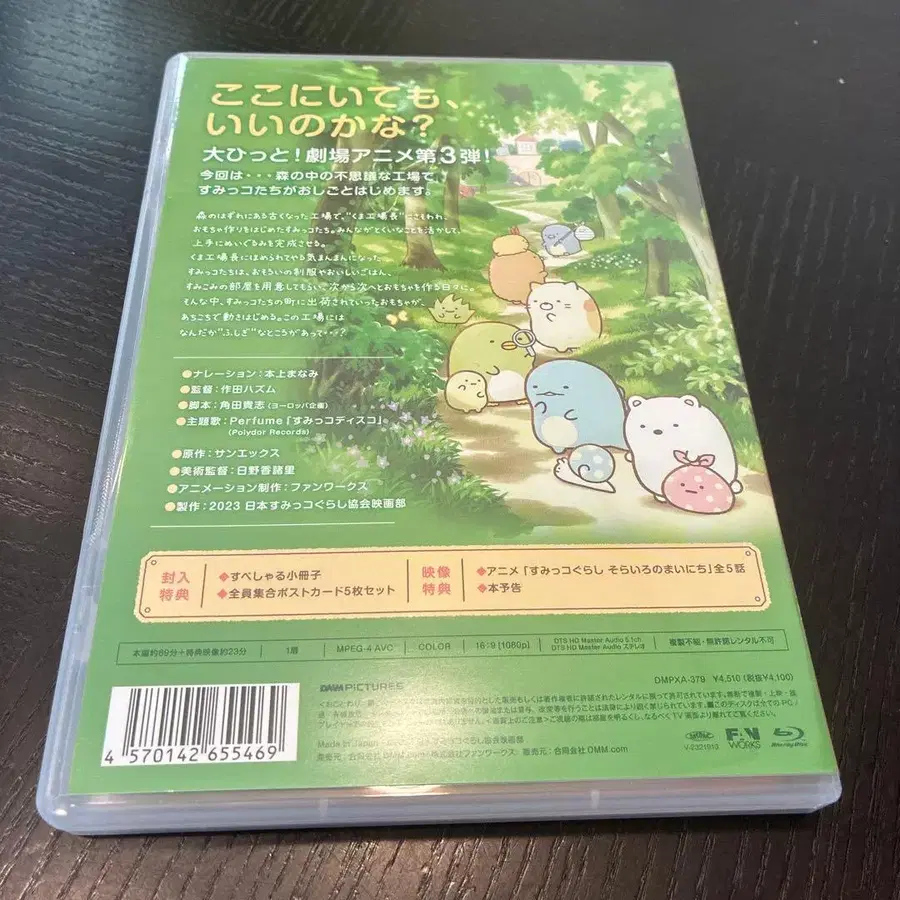 ここにいても、
いいのかな？
大ひっと！劇場アニメ第3弾！
今回は・・・森の中の不思議な工場で、
すみっコたちがおしごとはじめます。
森のはずれにある古くなった工場で、“くま工場長”にさそわれ、
おもちゃ作りをはじめたすみっコたち。みんながとくいなことを活かして、
上手にぬいぐるみを完成させる。
くま工場長にほめられてやる気まんまんになった
すみっコたちは、おそろいの制服やおいしいごはん、
すみこみの部屋も用意してもらい、次から次へとおもちゃを作る日々に。
そんな中、すみっコたちの町に出荷されていったおもちゃが、
あちこちで動きはじめる。この工場には
なんだか“ふしぎ”なところがあって・・・？
●ナレーション：本上まなみ
●監督：作田ハズム
●脚本：角田貴志（ヨーロッパ企画）
●主題歌：Perfume「すみっコディスコ」
（Polydor Records）
●原作：サンエックス
●美術監督：日野香諸里
●アニメーション制作：ファンワークス
●製作：2023 日本すみっコぐらし協会映画部
封入特典
◆すぺしゃる小冊子
◆全員集合ポストカード5枚セット
映像特典
◆アニメ「すみっコぐらし そらいろのまいにち」全5話
◆本予告
本編約69分＋特典映像約23分 1層 MPEG-4 AVC COLOR 16:9 [1080p] DTS HD Master Audio 5.1ch DTS HD Master Audio ステレオ 複製不能・無許諾レンタル不可
DMPXA-379 ¥4,510（税抜¥4,100）
DMM PICTURES
Made in Japan
販売元：合同会社DMM.com
V-2321913
FAN WORKS
Blu-ray Disc
4 570142 655469